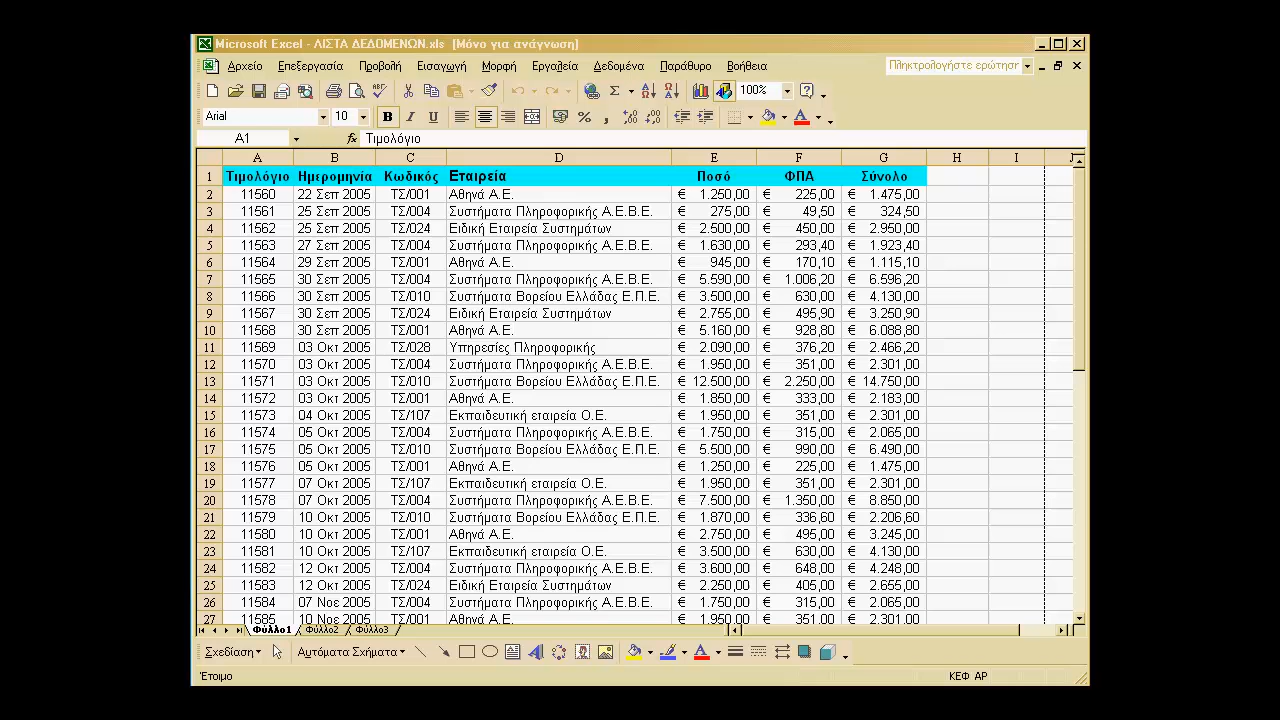 Microsoft Excel - ΛΙΣΤΑ ΔΕΔΟΜΕΝΩΝ.xls [Μόνο για ανάγνωση]
Αρχείο Επεξεργασία Προβολή Εισαγωγή Μορφή Εργαλεία Δεδομένα Παράθυρο Βοήθεια Πληκτρολογήστε ερώτηση
100%
Arial 10 B I U %
A1 fx Τιμολόγιο
A B C D E F G H I J
1 Τιμολόγιο Ημερομηνία Κωδικός Εταιρεία Ποσό ΦΠΑ Σύνολο
2 11560 22 Σεπ 2005 ΤΣ/001 Αθηνά Α.Ε. € 1.250,00 € 225,00 € 1.475,00
3 11561 25 Σεπ 2005 ΤΣ/004 Συστήματα Πληροφορικής Α.Ε.Β.Ε. € 275,00 € 49,50 € 324,50
4 11562 25 Σεπ 2005 ΤΣ/024 Ειδική Εταιρεία Συστημάτων € 2.500,00 € 450,00 € 2.950,00
5 11563 27 Σεπ 2005 ΤΣ/004 Συστήματα Πληροφορικής Α.Ε.Β.Ε. € 1.630,00 € 293,40 € 1.923,40
6 11564 29 Σεπ 2005 ΤΣ/001 Αθηνά Α.Ε. € 945,00 € 170,10 € 1.115,10
7 11565 30 Σεπ 2005 ΤΣ/004 Συστήματα Πληροφορικής Α.Ε.Β.Ε. € 5.590,00 € 1.006,20 € 6.596,20
8 11566 30 Σεπ 2005 ΤΣ/010 Συστήματα Βορείου Ελλάδας Ε.Π.Ε. € 3.500,00 € 630,00 € 4.130,00
9 11567 30 Σεπ 2005 ΤΣ/024 Ειδική Εταιρεία Συστημάτων € 2.755,00 € 495,90 € 3.250,90
10 11568 30 Σεπ 2005 ΤΣ/001 Αθηνά Α.Ε. € 5.160,00 € 928,80 € 6.088,80
11 11569 03 Οκτ 2005 ΤΣ/028 Υπηρεσίες Πληροφορικής € 2.090,00 € 376,20 € 2.466,20
12 11570 03 Οκτ 2005 ΤΣ/004 Συστήματα Πληροφορικής Α.Ε.Β.Ε. € 1.950,00 € 351,00 € 2.301,00
13 11571 03 Οκτ 2005 ΤΣ/010 Συστήματα Βορείου Ελλάδας Ε.Π.Ε. € 12.500,00 € 2.250,00 € 14.750,00
14 11572 03 Οκτ 2005 ΤΣ/001 Αθηνά Α.Ε. € 1.850,00 € 333,00 € 2.183,00
15 11573 04 Οκτ 2005 ΤΣ/107 Εκπαιδευτική εταιρεία Ο.Ε. € 1.950,00 € 351,00 € 2.301,00
16 11574 05 Οκτ 2005 ΤΣ/004 Συστήματα Πληροφορικής Α.Ε.Β.Ε. € 1.750,00 € 315,00 € 2.065,00
17 11575 05 Οκτ 2005 ΤΣ/010 Συστήματα Βορείου Ελλάδας Ε.Π.Ε. € 5.500,00 € 990,00 € 6.490,00
18 11576 05 Οκτ 2005 ΤΣ/001 Αθηνά Α.Ε. € 1.250,00 € 225,00 € 1.475,00
19 11577 07 Οκτ 2005 ΤΣ/107 Εκπαιδευτική εταιρεία Ο.Ε. € 1.950,00 € 351,00 € 2.301,00
20 11578 07 Οκτ 2005 ΤΣ/004 Συστήματα Πληροφορικής Α.Ε.Β.Ε. € 7.500,00 € 1.350,00 € 8.850,00
21 11579 10 Οκτ 2005 ΤΣ/010 Συστήματα Βορείου Ελλάδας Ε.Π.Ε. € 1.870,00 € 336,60 € 2.206,60
22 11580 10 Οκτ 2005 ΤΣ/001 Αθηνά Α.Ε. € 2.750,00 € 495,00 € 3.245,00
23 11581 10 Οκτ 2005 ΤΣ/107 Εκπαιδευτική εταιρεία Ο.Ε. € 3.500,00 € 630,00 € 4.130,00
24 11582 12 Οκτ 2005 ΤΣ/004 Συστήματα Πληροφορικής Α.Ε.Β.Ε. € 3.600,00 € 648,00 € 4.248,00
25 11583 12 Οκτ 2005 ΤΣ/024 Ειδική Εταιρεία Συστημάτων € 2.250,00 € 405,00 € 2.655,00
26 11584 07 Νοε 2005 ΤΣ/004 Συστήματα Πληροφορικής Α.Ε.Β.Ε. € 1.750,00 € 315,00 € 2.065,00
27 11585 10 Νοε 2005 ΤΣ/001 Αθηνά Α.Ε. € 1.950,00 € 351,00 € 2.301,00
Φύλλο1 Φύλλο2 Φύλλο3
Σχεδίαση Αυτόματα Σχήματα
Έτοιμο ΚΕΦ ΑΡ